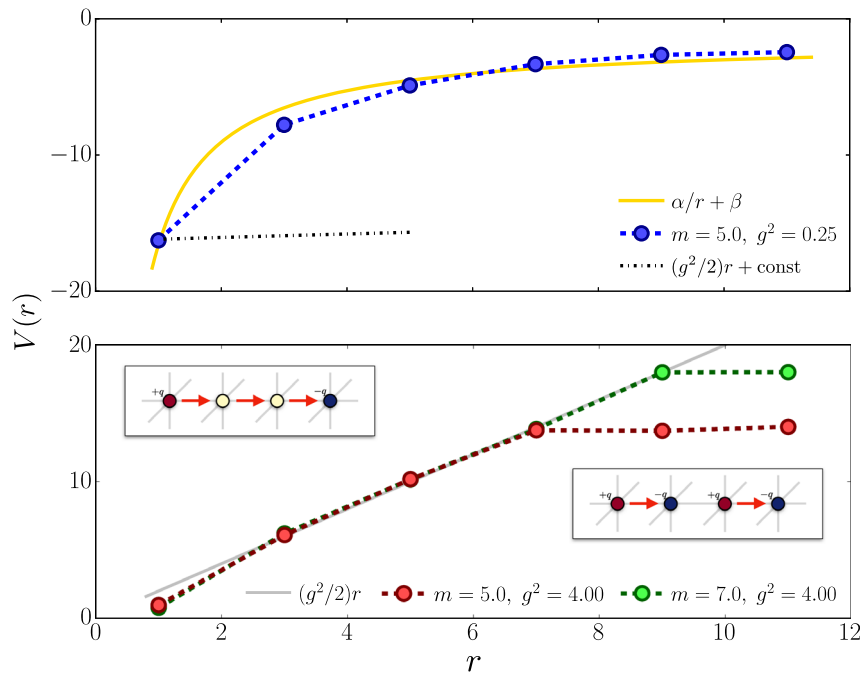 0
−10
−20
α/r + β
m = 5.0, g² = 0.25
(g²/2)r + const
V(r)
20
10
0
+q −q
+q −q +q −q
(g²/2)r
m = 5.0, g² = 4.00
m = 7.0, g² = 4.00
0 2 4 6 8 10 12
r